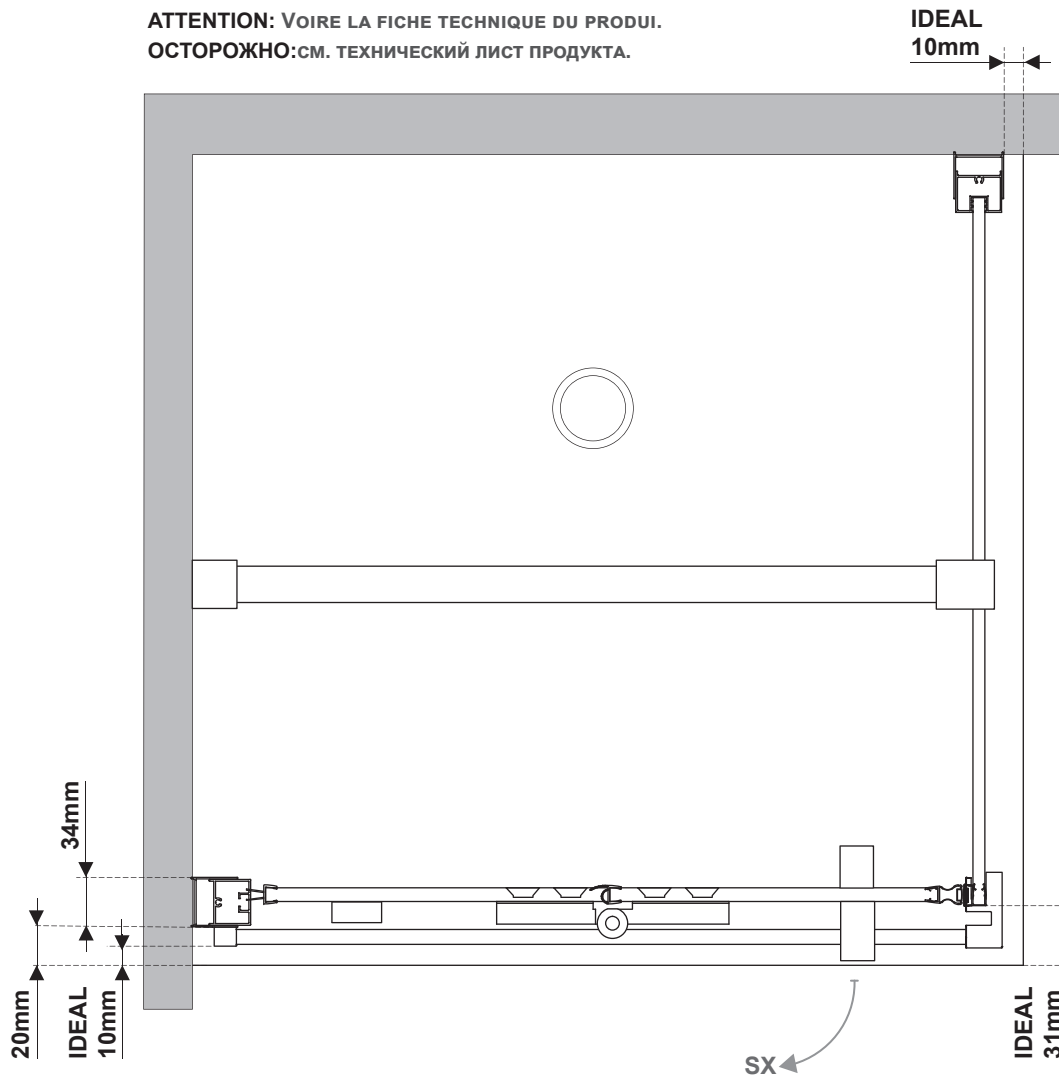 ATTENTION: VOIRE LA FICHE TECHNIQUE DU PRODUI.
ОСТОРОЖНО:СМ. ТЕХНИЧЕСКИЙ ЛИСТ ПРОДУКТА.
IDEAL
10mm
34mm
20mm
IDEAL
10mm
IDEAL
31mm
SX